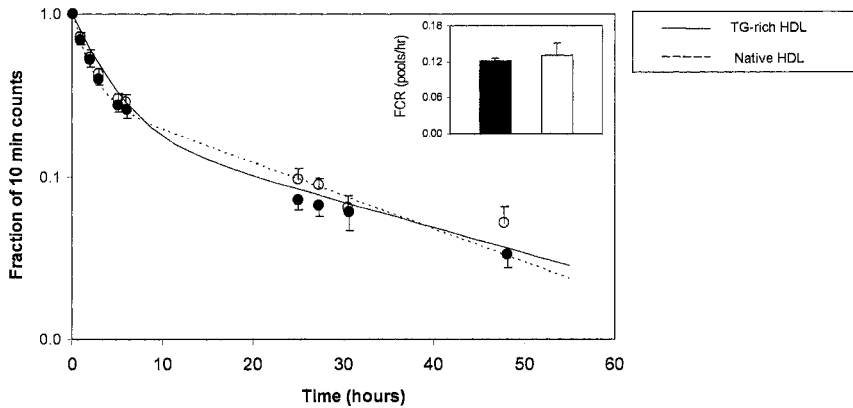 1.0
0.1
0.0
Fraction of 10 min counts
0
10
20
30
40
50
60
Time (hours)
0.18
0.12
0.06
0.00
FCR (pools/hr)
TG-rich HDL
Native HDL